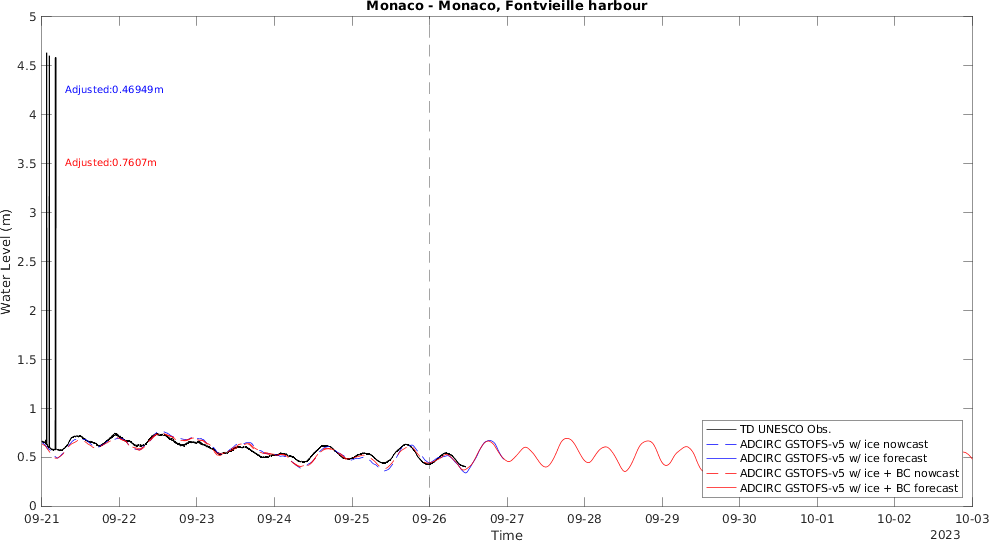 Monaco - Monaco, Fontvieille harbour
5
4.5
4
3.5
3
2.5
2
1.5
1
0.5
0
Water Level (m)
Adjusted:0.46949m
Adjusted:0.7607m
TD UNESCO Obs.
ADCIRC GSTOFS-v5 w/ ice nowcast
ADCIRC GSTOFS-v5 w/ ice forecast
ADCIRC GSTOFS-v5 w/ ice + BC nowcast
ADCIRC GSTOFS-v5 w/ ice + BC forecast
09-21 09-22 09-23 09-24 09-25 09-26 09-27 09-28 09-29 09-30 10-01 10-02 10-03
Time
2023